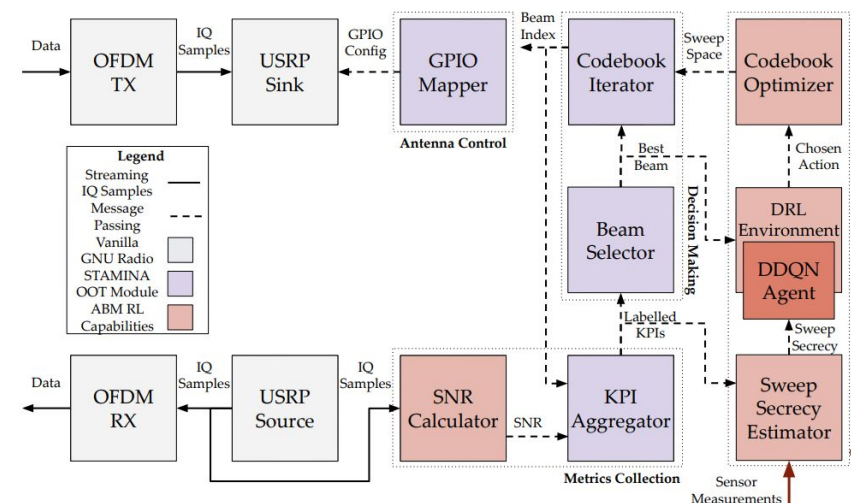 Data
OFDM
TX
IQ
Samples
USRP
Sink
GPIO
Config
GPIO
Mapper
Antenna Control
Beam
Index
Codebook
Iterator
Sweep
Space
Codebook
Optimizer
Legend
Streaming
IQ Samples
Message
Passing
Vanilla
GNU Radio
STAMINA
OOT Module
ABM RL
Capabilities
Best
Beam
Beam
Selector
Decision Making
Chosen
Action
DRL
Environment
DDQN
Agent
Labelled
KPIs
Sweep
Secrecy
Data
OFDM
RX
IQ
Samples
USRP
Source
IQ
Samples
SNR
Calculator
SNR
KPI
Aggregator
Metrics Collection
Sweep
Secrecy
Estimator
Sensor
Measurements